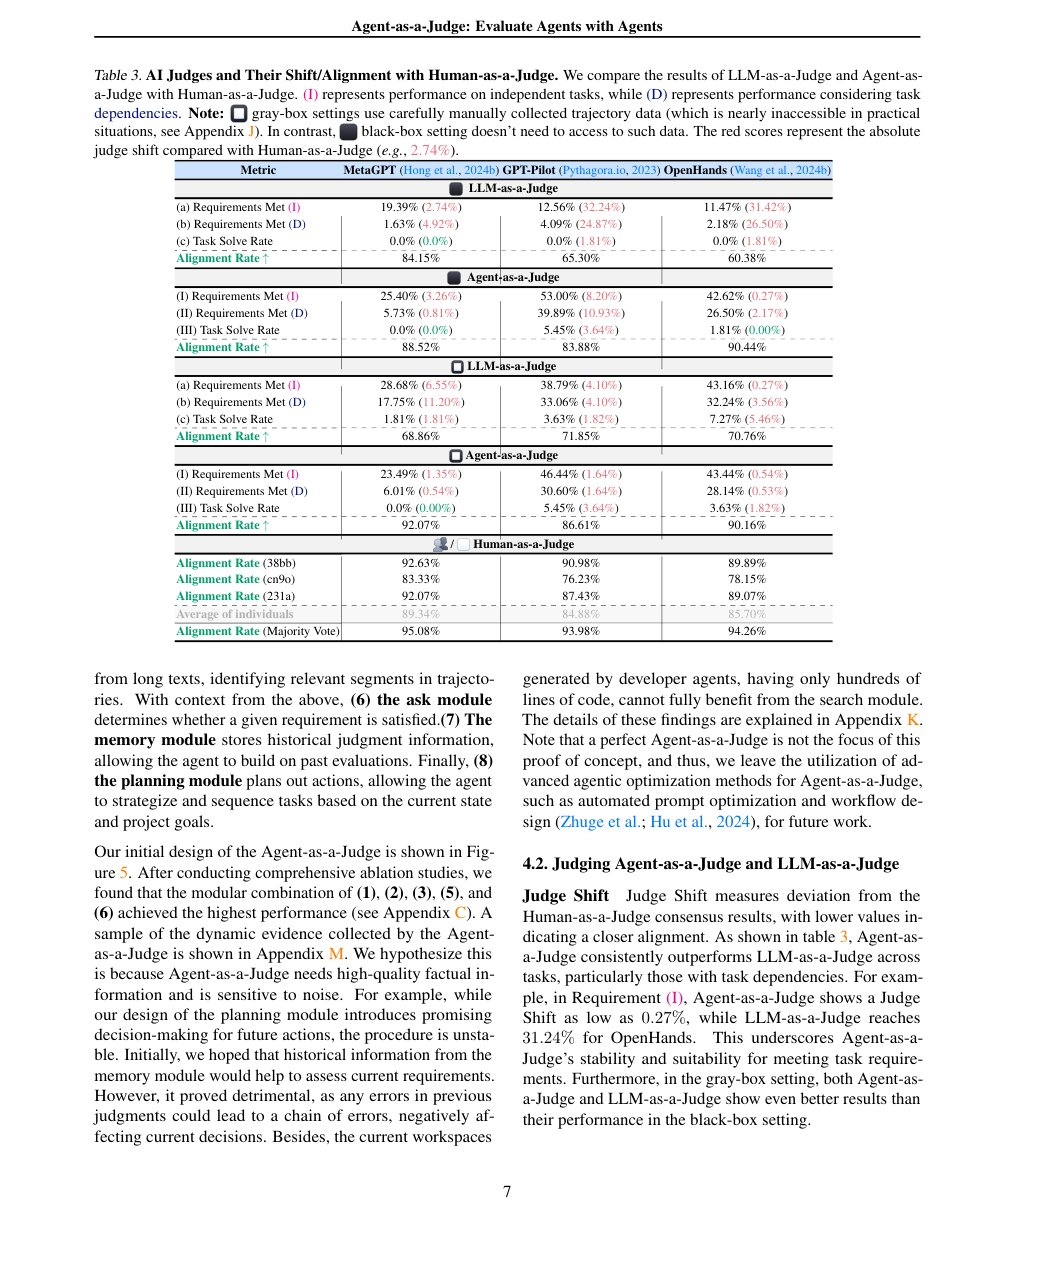 Agent-as-a-Judge: Evaluate Agents with Agents
Table 3. AI Judges and Their Shift/Alignment with Human-as-a-Judge. We compare the results of LLM-as-a-Judge and Agent-as-
a-Judge with Human-as-a-Judge. (I) represents performance on independent tasks, while (D) represents performance considering task
dependencies. Note: gray-box settings use carefully manually collected trajectory data (which is nearly inaccessible in practical
situations, see Appendix J). In contrast, black-box setting doesn't need to access to such data. The red scores represent the absolute
judge shift compared with Human-as-a-Judge (e.g., 2.74%).
Metric MetaGPT (Hong et al., 2024b) GPT-Pilot (Pythagora.io, 2023) OpenHands (Wang et al., 2024b)
LLM-as-a-Judge
(a) Requirements Met (I) 19.39% (2.74%) 12.56% (32.24%) 11.47% (31.42%)
(b) Requirements Met (D) 1.63% (4.92%) 4.09% (24.87%) 2.18% (26.50%)
(c) Task Solve Rate 0.0% (0.0%) 0.0% (1.81%) 0.0% (1.81%)
Alignment Rate ↑ 84.15% 65.30% 60.38%
Agent-as-a-Judge
(I) Requirements Met (I) 25.40% (3.26%) 53.00% (8.20%) 42.62% (0.27%)
(II) Requirements Met (D) 5.73% (0.81%) 39.89% (10.93%) 26.50% (2.17%)
(III) Task Solve Rate 0.0% (0.0%) 5.45% (3.64%) 1.81% (0.00%)
Alignment Rate ↑ 88.52% 83.88% 90.44%
LLM-as-a-Judge
(a) Requirements Met (I) 28.68% (6.55%) 38.79% (4.10%) 43.16% (0.27%)
(b) Requirements Met (D) 17.75% (11.20%) 33.06% (4.10%) 32.24% (3.56%)
(c) Task Solve Rate 1.81% (1.81%) 3.63% (1.82%) 7.27% (5.46%)
Alignment Rate ↑ 68.86% 71.85% 70.76%
Agent-as-a-Judge
(I) Requirements Met (I) 23.49% (1.35%) 46.44% (1.64%) 43.44% (0.54%)
(II) Requirements Met (D) 6.01% (0.54%) 30.60% (1.64%) 28.14% (0.53%)
(III) Task Solve Rate 0.0% (0.00%) 5.45% (3.64%) 3.63% (1.82%)
Alignment Rate ↑ 92.07% 86.61% 90.16%
/ Human-as-a-Judge
Alignment Rate (38bb) 92.63% 90.98% 89.89%
Alignment Rate (cn9o) 83.33% 76.23% 78.15%
Alignment Rate (231a) 92.07% 87.43% 89.07%
Average of individuals 89.34% 84.88% 85.70%
Alignment Rate (Majority Vote) 95.08% 93.98% 94.26%
from long texts, identifying relevant segments in trajecto-
ries. With context from the above, (6) the ask module
determines whether a given requirement is satisfied.(7) The
memory module stores historical judgment information,
allowing the agent to build on past evaluations. Finally, (8)
the planning module plans out actions, allowing the agent
to strategize and sequence tasks based on the current state
and project goals.
Our initial design of the Agent-as-a-Judge is shown in Fig-
ure 5. After conducting comprehensive ablation studies, we
found that the modular combination of (1), (2), (3), (5), and
(6) achieved the highest performance (see Appendix C). A
sample of the dynamic evidence collected by the Agent-
as-a-Judge is shown in Appendix M. We hypothesize this
is because Agent-as-a-Judge needs high-quality factual in-
formation and is sensitive to noise. For example, while
our design of the planning module introduces promising
decision-making for future actions, the procedure is unsta-
ble. Initially, we hoped that historical information from the
memory module would help to assess current requirements.
However, it proved detrimental, as any errors in previous
judgments could lead to a chain of errors, negatively af-
fecting current decisions. Besides, the current workspaces
generated by developer agents, having only hundreds of
lines of code, cannot fully benefit from the search module.
The details of these findings are explained in Appendix K.
Note that a perfect Agent-as-a-Judge is not the focus of this
proof of concept, and thus, we leave the utilization of ad-
vanced agentic optimization methods for Agent-as-a-Judge,
such as automated prompt optimization and workflow de-
sign (Zhuge et al.; Hu et al., 2024), for future work.
4.2. Judging Agent-as-a-Judge and LLM-as-a-Judge
Judge Shift Judge Shift measures deviation from the
Human-as-a-Judge consensus results, with lower values in-
dicating a closer alignment. As shown in table 3, Agent-as-
a-Judge consistently outperforms LLM-as-a-Judge across
tasks, particularly those with task dependencies. For exam-
ple, in Requirement (I), Agent-as-a-Judge shows a Judge
Shift as low as 0.27%, while LLM-as-a-Judge reaches
31.24% for OpenHands. This underscores Agent-as-a-
Judge's stability and suitability for meeting task require-
ments. Furthermore, in the gray-box setting, both Agent-as-
a-Judge and LLM-as-a-Judge show even better results than
their performance in the black-box setting.
7